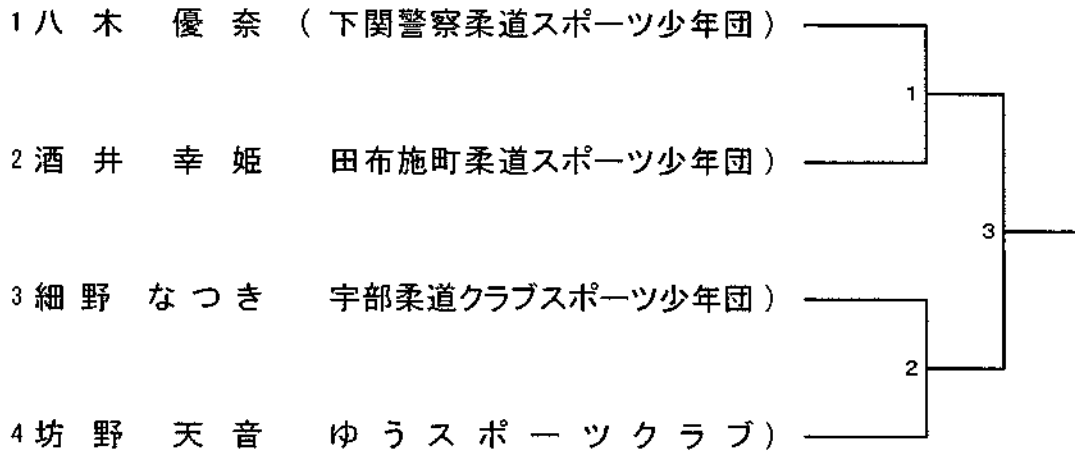 1 八木 優奈 (下関警察柔道スポーツ少年団)
1
2 酒井 幸姫 田布施町柔道スポーツ少年団)
3
3 細野 なつき 宇部柔道クラブスポーツ少年団)
2
4 坊野 天音 ゆうスポーツクラブ)